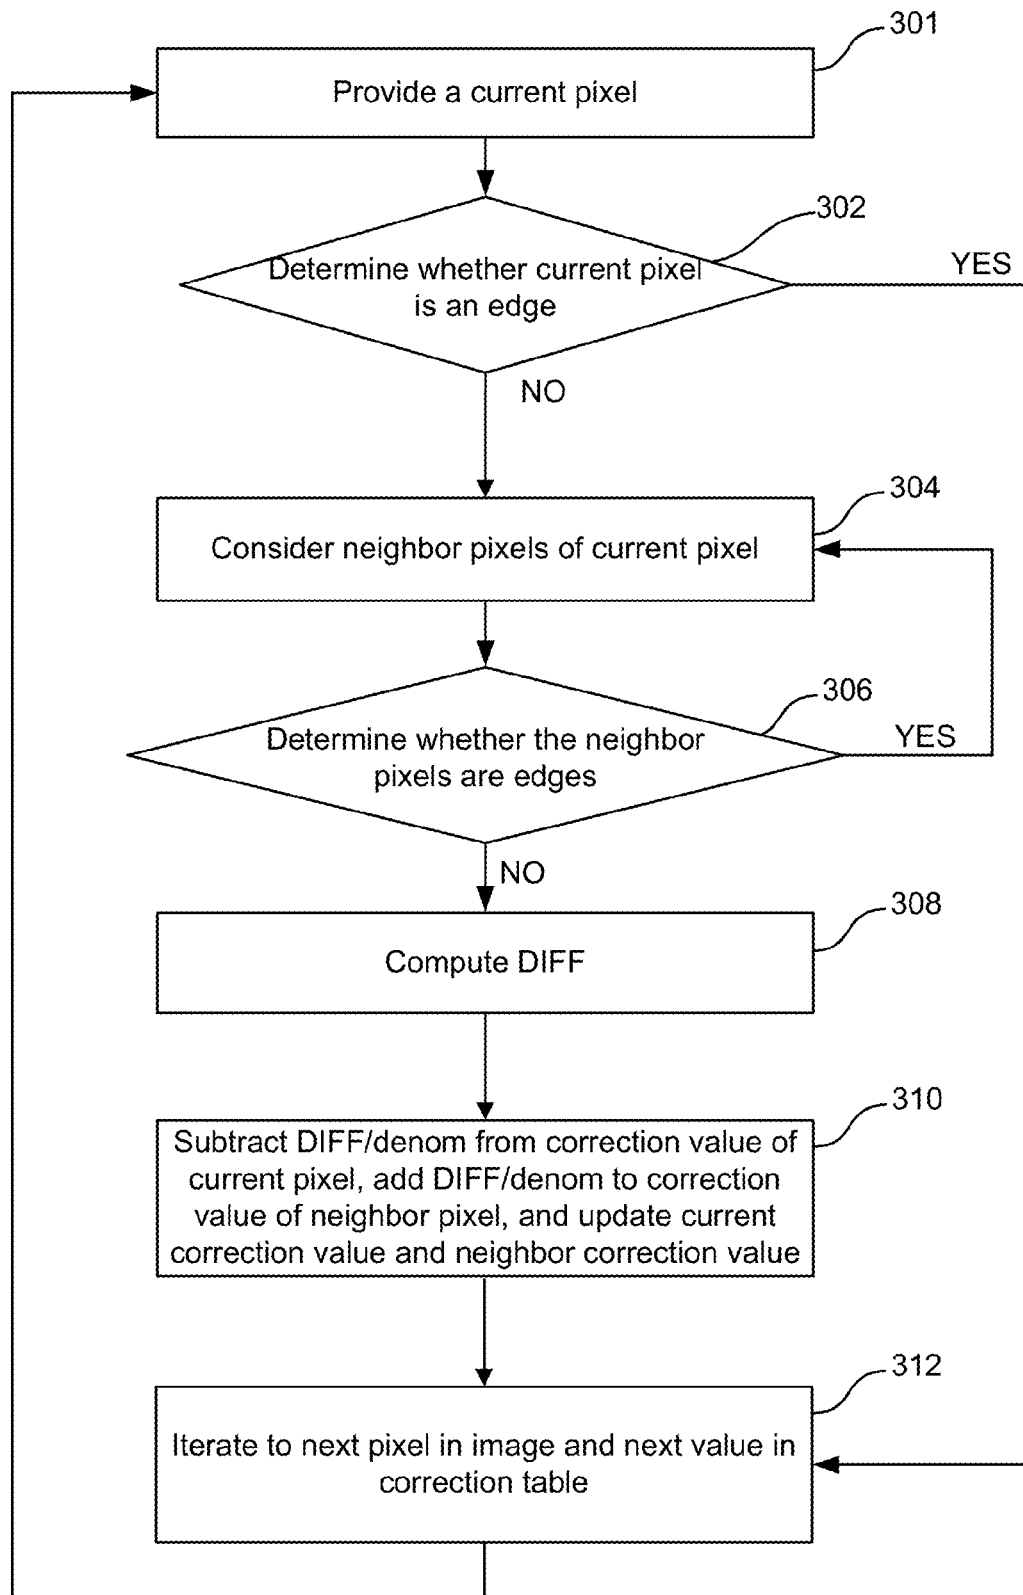 301
Provide a current pixel
302
Determine whether current pixel
is an edge
YES
NO
304
Consider neighbor pixels of current pixel
306
Determine whether the neighbor
pixels are edges
YES
NO
308
Compute DIFF
310
Subtract DIFF/denom from correction value of
current pixel, add DIFF/denom to correction
value of neighbor pixel, and update current
correction value and neighbor correction value
312
Iterate to next pixel in image and next value in
correction table